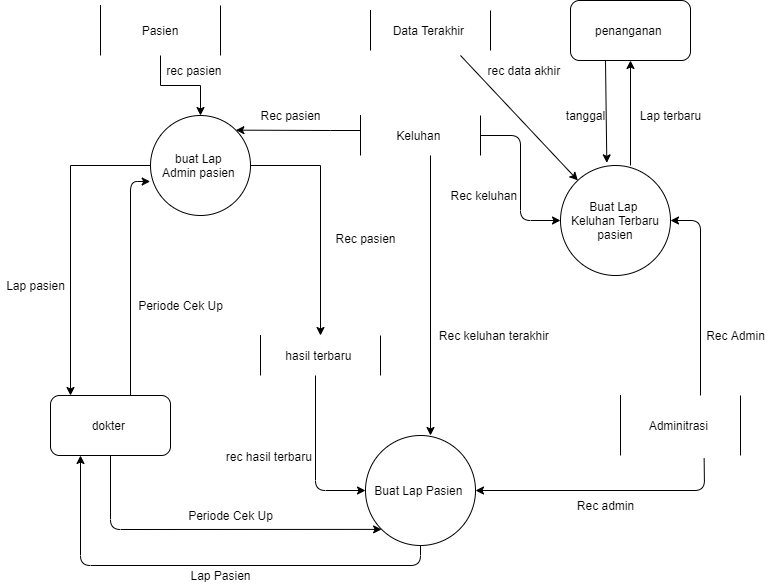 Pasien
Data Terakhir
penanganan
rec pasien
rec data akhir
Rec pasien
tanggal
Lap terbaru
Keluhan
buat Lap
Admin pasien
Rec keluhan
Buat Lap
Keluhan Terbaru
pasien
Rec pasien
Lap pasien
Periode Cek Up
Rec keluhan terakhir
Rec Admin
hasil terbaru
dokter
Adminitrasi
rec hasil terbaru
Buat Lap Pasien
Rec admin
Periode Cek Up
Lap Pasien